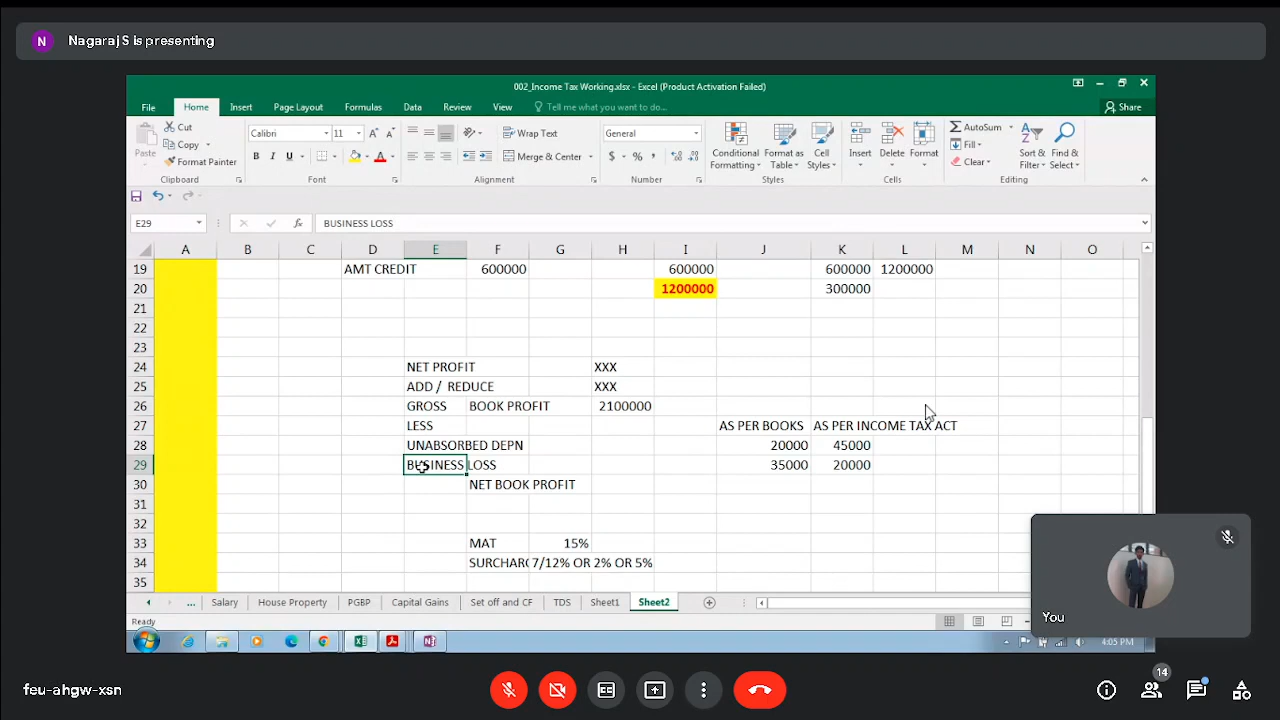 N Nagaraj S is presenting
002_Income Tax Working.xlsx - Excel (Product Activation Failed)
File Home Insert Page Layout Formulas Data Review View Tell me what you want to do... Share
Paste Cut Copy Format Painter
Calibri 11 A A B I U A
Wrap Text Merge & Center
General $ % ,
Conditional Formatting Format as Table Cell Styles
Insert Delete Format
AutoSum Fill Clear Sort & Filter Find & Select
Clipboard Font Alignment Number Styles Cells Editing
E29 fx BUSINESS LOSS
A B C D E F G H I J K L M N O
19 AMT CREDIT 600000 600000 600000 1200000
20 1200000 300000
21
22
23
24 NET PROFIT XXX
25 ADD / REDUCE XXX
26 GROSS BOOK PROFIT 2100000
27 LESS AS PER BOOKS AS PER INCOME TAX ACT
28 UNABSORBED DEPN 20000 45000
29 BUSINESS LOSS 35000 20000
30 NET BOOK PROFIT
31
32
33 MAT 15%
34 SURCHARG 7/12% OR 2% OR 5%
35
... Salary House Property PGBP Capital Gains Set off and CF TDS Sheet1 Sheet2
Ready
4:05 PM
You
feu-ahgw-xsn
CC
14